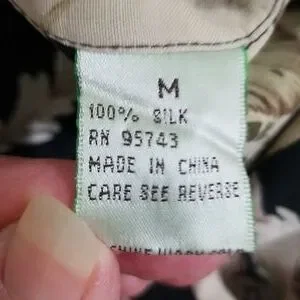 M
100% SILK
RN 95743
MADE IN CHINA
CARE SEE REVERSE